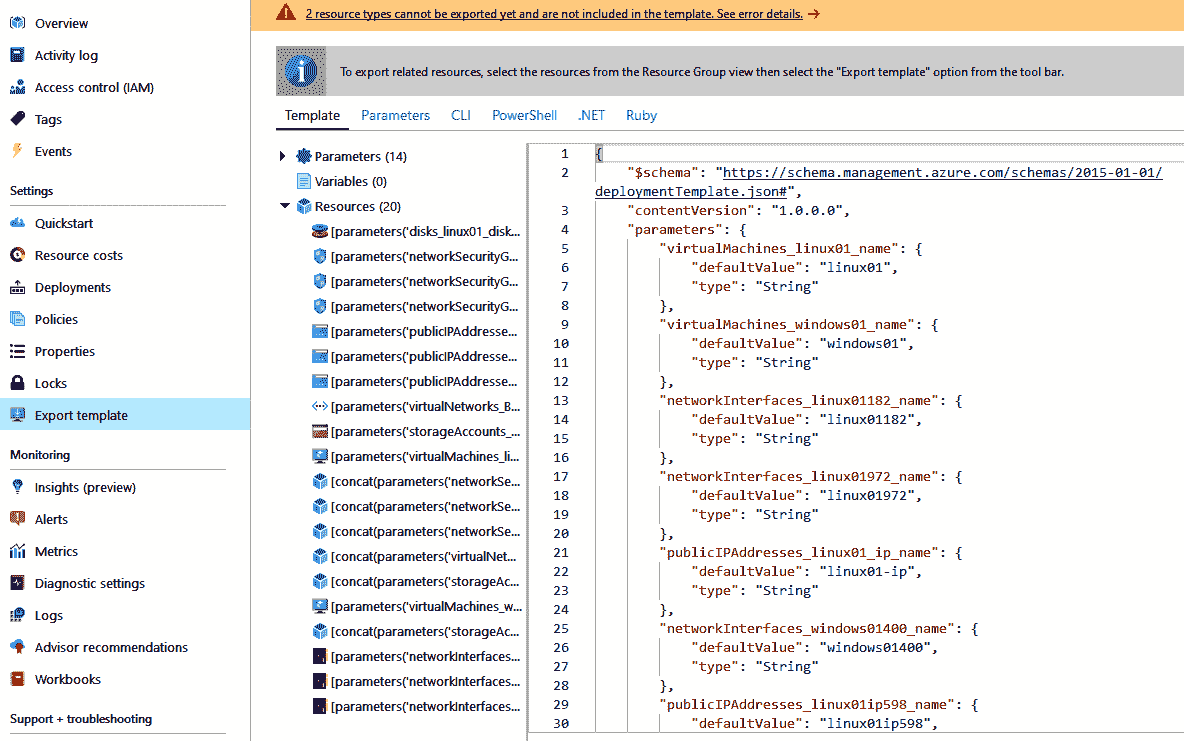 Overview
Activity log
Access control (IAM)
Tags
Events
Settings
Quickstart
Resource costs
Deployments
Policies
Properties
Locks
Export template
Monitoring
Insights (preview)
Alerts
Metrics
Diagnostic settings
Logs
Advisor recommendations
Workbooks
Support + troubleshooting
2 resource types cannot be exported yet and are not included in the template. See error details. →
To export related resources, select the resources from the Resource Group view then select the "Export template" option from the tool bar.
Template Parameters CLI PowerShell .NET Ruby
Parameters (14)
Variables (0)
Resources (20)
[parameters('disks_linux01_disk...
[parameters('networkSecurityG...
[parameters('networkSecurityG...
[parameters('networkSecurityG...
[parameters('publicIPAddresse...
[parameters('publicIPAddresse...
[parameters('publicIPAddresse...
[parameters('virtualNetworks_B...
[parameters('storageAccounts_...
[parameters('virtualMachines_li...
[concat(parameters('networkSe...
[concat(parameters('networkSe...
[concat(parameters('networkSe...
[concat(parameters('virtualNet...
[concat(parameters('storageAc...
[parameters('virtualMachines_w...
[concat(parameters('storageAc...
[parameters('networkInterfaces...
[parameters('networkInterfaces...
[parameters('networkInterfaces...
1 {
2 "$schema": "https://schema.management.azure.com/schemas/2015-01-01/
deploymentTemplate.json#",
3 "contentVersion": "1.0.0.0",
4 "parameters": {
5 "virtualMachines_linux01_name": {
6 "defaultValue": "linux01",
7 "type": "String"
8 },
9 "virtualMachines_windows01_name": {
10 "defaultValue": "windows01",
11 "type": "String"
12 },
13 "networkInterfaces_linux01182_name": {
14 "defaultValue": "linux01182",
15 "type": "String"
16 },
17 "networkInterfaces_linux01972_name": {
18 "defaultValue": "linux01972",
19 "type": "String"
20 },
21 "publicIPAddresses_linux01_ip_name": {
22 "defaultValue": "linux01-ip",
23 "type": "String"
24 },
25 "networkInterfaces_windows01400_name": {
26 "defaultValue": "windows01400",
27 "type": "String"
28 },
29 "publicIPAddresses_linux01ip598_name": {
30 "defaultValue": "linux01ip598",